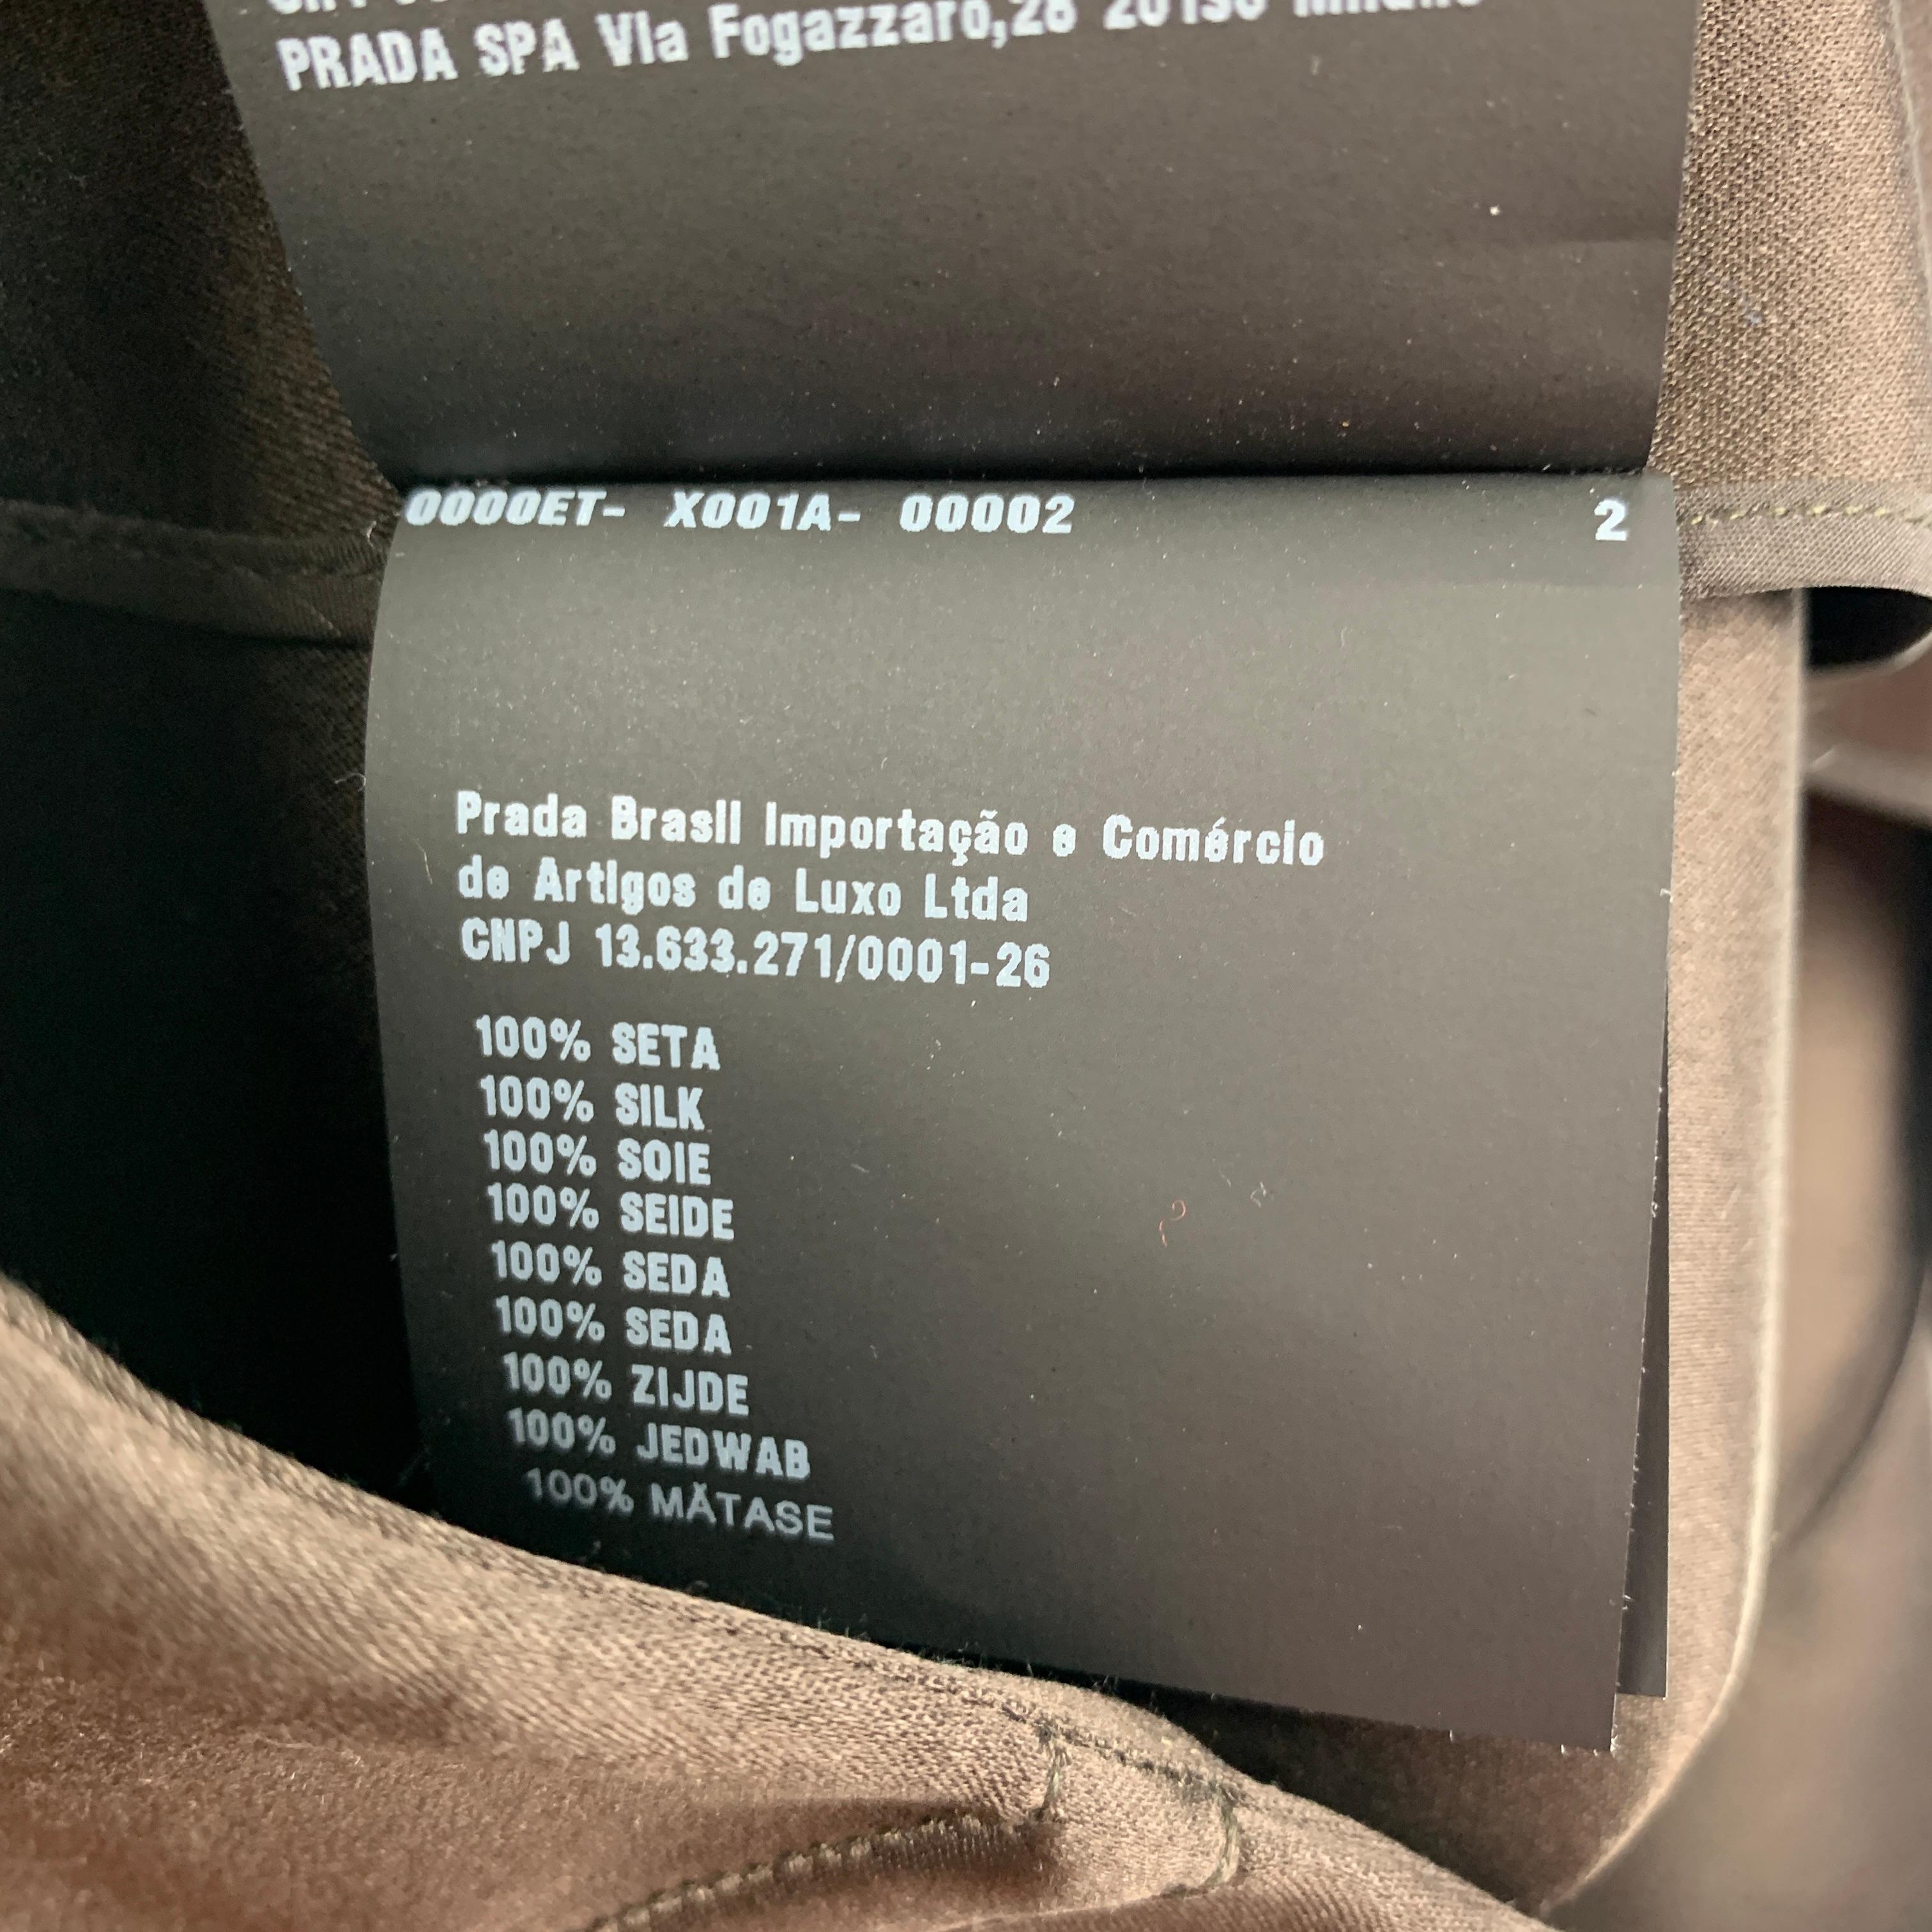 PRADA SPA Via Fogazzaro,28 20135 Milano
0000ET- X001A- 00002 2
Prada Brasil Importação e Comércio
de Artigos de Luxo Ltda
CNPJ 13.633.271/0001-26
100% SETA
100% SILK
100% SOIE
100% SEIDE
100% SEDA
100% SEDA
100% ZIJDE
100% JEDWAB
100% MĂTASE